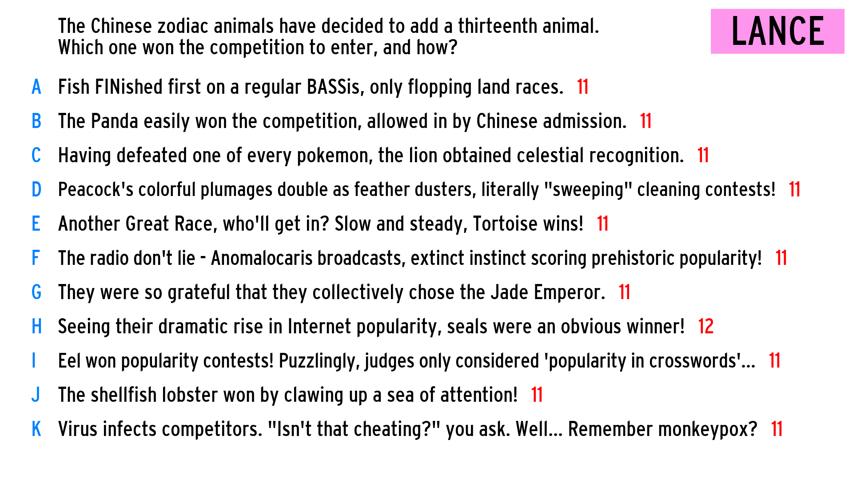 The Chinese zodiac animals have decided to add a thirteenth animal.
Which one won the competition to enter, and how?
LANCE
A Fish FINished first on a regular BASSis, only flopping land races. 11
B The Panda easily won the competition, allowed in by Chinese admission. 11
C Having defeated one of every pokemon, the lion obtained celestial recognition. 11
D Peacock's colorful plumages double as feather dusters, literally "sweeping" cleaning contests! 11
E Another Great Race, who'll get in? Slow and steady, Tortoise wins! 11
F The radio don't lie - Anomalocaris broadcasts, extinct instinct scoring prehistoric popularity! 11
G They were so grateful that they collectively chose the Jade Emperor. 11
H Seeing their dramatic rise in Internet popularity, seals were an obvious winner! 12
I Eel won popularity contests! Puzzlingly, judges only considered 'popularity in crosswords'... 11
J The shellfish lobster won by clawing up a sea of attention! 11
K Virus infects competitors. "Isn't that cheating?" you ask. Well... Remember monkeypox? 11